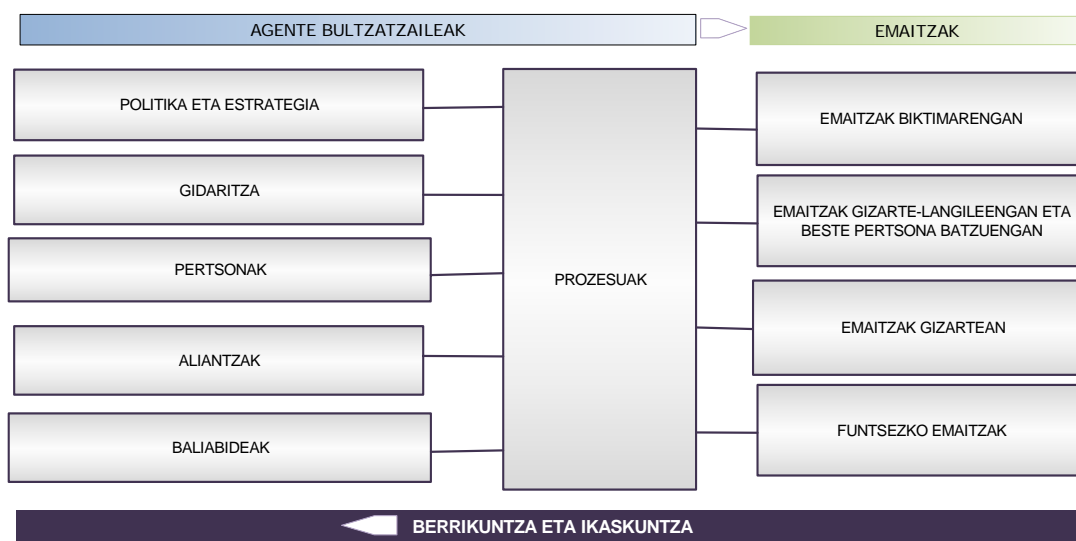 AGENTE BULTZATZAILEAK
EMAITZAK
POLITIKA ETA ESTRATEGIA
GIDARITZA
PERTSONAK
ALIANTZAK
BALIABIDEAK
PROZESUAK
EMAITZAK BIKTIMARENGAN
EMAITZAK GIZARTE-LANGILEENGAN ETA
BESTE PERTSONA BATZUENGAN
EMAITZAK GIZARTEAN
FUNTSEZKO EMAITZAK
BERRIKUNTZA ETA IKASKUNTZA